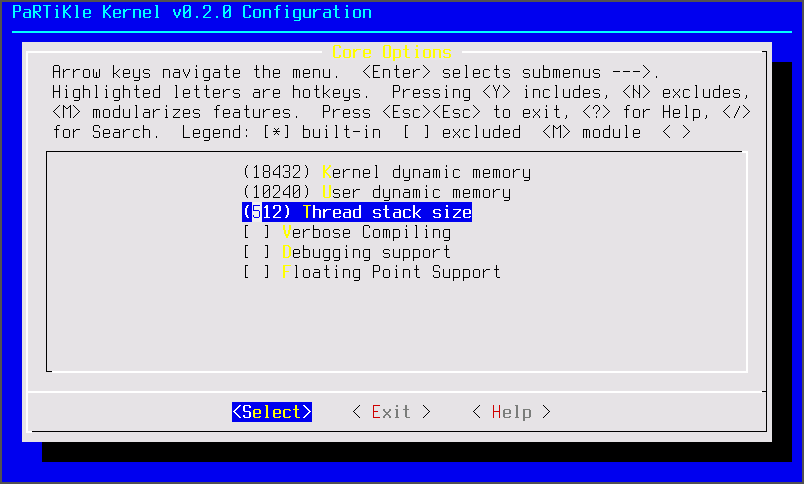 PaRTiKle Kernel v0.2.0 Configuration
Core Options
Arrow keys navigate the menu.  <Enter> selects submenus --->.
Highlighted letters are hotkeys.  Pressing <Y> includes, <N> excludes,
<M> modularizes features.  Press <Esc><Esc> to exit, <?> for Help, </>
for Search.  Legend: [*] built-in  [ ] excluded  <M> module  < >
(18432) Kernel dynamic memory
(10240) User dynamic memory
(512) Thread stack size
[ ] Verbose Compiling
[ ] Debugging support
[ ] Floating Point Support
<Select>    < Exit >    < Help >